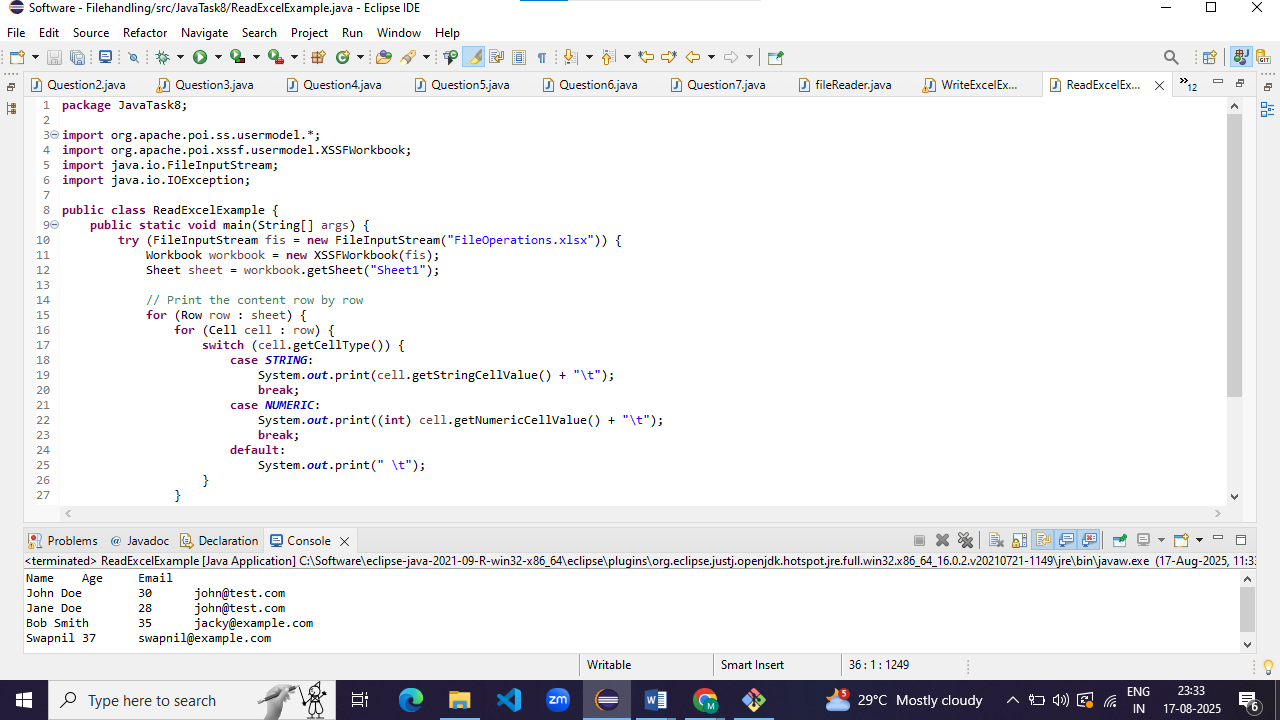 Software - Filehandling/src/JavaTask8/ReadExcelExample.java - Eclipse IDE
File Edit Source Refactor Navigate Search Project Run Window Help
Question2.java Question3.java Question4.java Question5.java Question6.java Question7.java fileReader.java WriteExcelEx... ReadExcelEx... 12
1 package JavaTask8;
2
3 import org.apache.poi.ss.usermodel.*;
4 import org.apache.poi.xssf.usermodel.XSSFWorkbook;
5 import java.io.FileInputStream;
6 import java.io.IOException;
7
8 public class ReadExcelExample {
9 public static void main(String[] args) {
10 try (FileInputStream fis = new FileInputStream("FileOperations.xlsx")) {
11 Workbook workbook = new XSSFWorkbook(fis);
12 Sheet sheet = workbook.getSheet("Sheet1");
13
14 // Print the content row by row
15 for (Row row : sheet) {
16 for (Cell cell : row) {
17 switch (cell.getCellType()) {
18 case STRING:
19 System.out.print(cell.getStringCellValue() + "\t");
20 break;
21 case NUMERIC:
22 System.out.print((int) cell.getNumericCellValue() + "\t");
23 break;
24 default:
25 System.out.print(" \t");
26 }
27 }
Problems @ Javadoc Declaration Console
<terminated> ReadExcelExample [Java Application] C:\Software\eclipse-java-2021-09-R-win32-x86_64\eclipse\plugins\org.eclipse.justj.openjdk.hotspot.jre.full.win32.x86_64_16.0.2.v20210721-1149\jre\bin\javaw.exe (17-Aug-2025, 11:33
Name Age Email
John Doe 30 john@test.com
Jane Doe 28 john@test.com
Bob Smith 35 jacky@example.com
Swapnil 37 swapnil@example.com
Writable Smart Insert 36 : 1 : 1249
Type here to search zm M 5 29°C Mostly cloudy ENG IN 23:33 17-08-2025 6